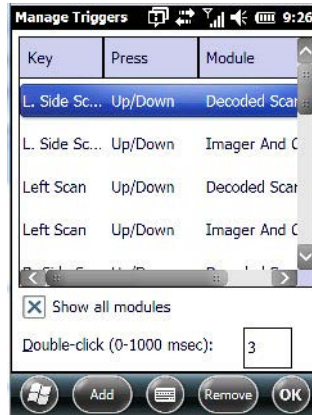 Manage Triggers 9:26
Key Press Module
L. Side Sc... Up/Down Decoded Scar
L. Side Sc... Up/Down Imager And C
Left Scan Up/Down Decoded Scar
Left Scan Up/Down Imager And C
Show all modules
Double-click (0-1000 msec): 3
Add Remove OK